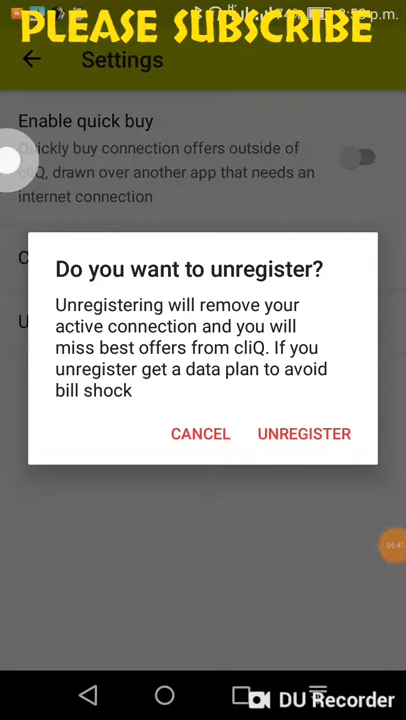 PLEASE SUBSCRIBE
Settings
Enable quick buy
Quickly buy connection offers outside of
cliQ, drawn over another app that needs an
internet connection
C
U
Do you want to unregister?
Unregistering will remove your
active connection and you will
miss best offers from cliQ. If you
unregister get a data plan to avoid
bill shock
CANCEL
UNREGISTER
06:41
DU Recorder